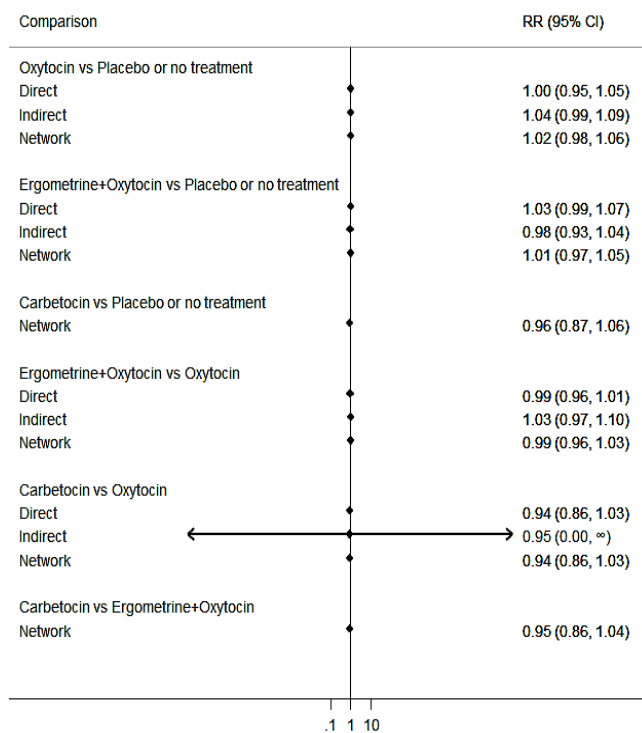 Comparison RR (95% CI)
Oxytocin vs Placebo or no treatment
Direct 1.00 (0.95, 1.05)
Indirect 1.04 (0.99, 1.09)
Network 1.02 (0.98, 1.06)
Ergometrine+Oxytocin vs Placebo or no treatment
Direct 1.03 (0.99, 1.07)
Indirect 0.98 (0.93, 1.04)
Network 1.01 (0.97, 1.05)
Carbetocin vs Placebo or no treatment
Network 0.96 (0.87, 1.06)
Ergometrine+Oxytocin vs Oxytocin
Direct 0.99 (0.96, 1.01)
Indirect 1.03 (0.97, 1.10)
Network 0.99 (0.96, 1.03)
Carbetocin vs Oxytocin
Direct 0.94 (0.86, 1.03)
Indirect 0.95 (0.00, ∞)
Network 0.94 (0.86, 1.03)
Carbetocin vs Ergometrine+Oxytocin
Network 0.95 (0.86, 1.04)
.1 1 10